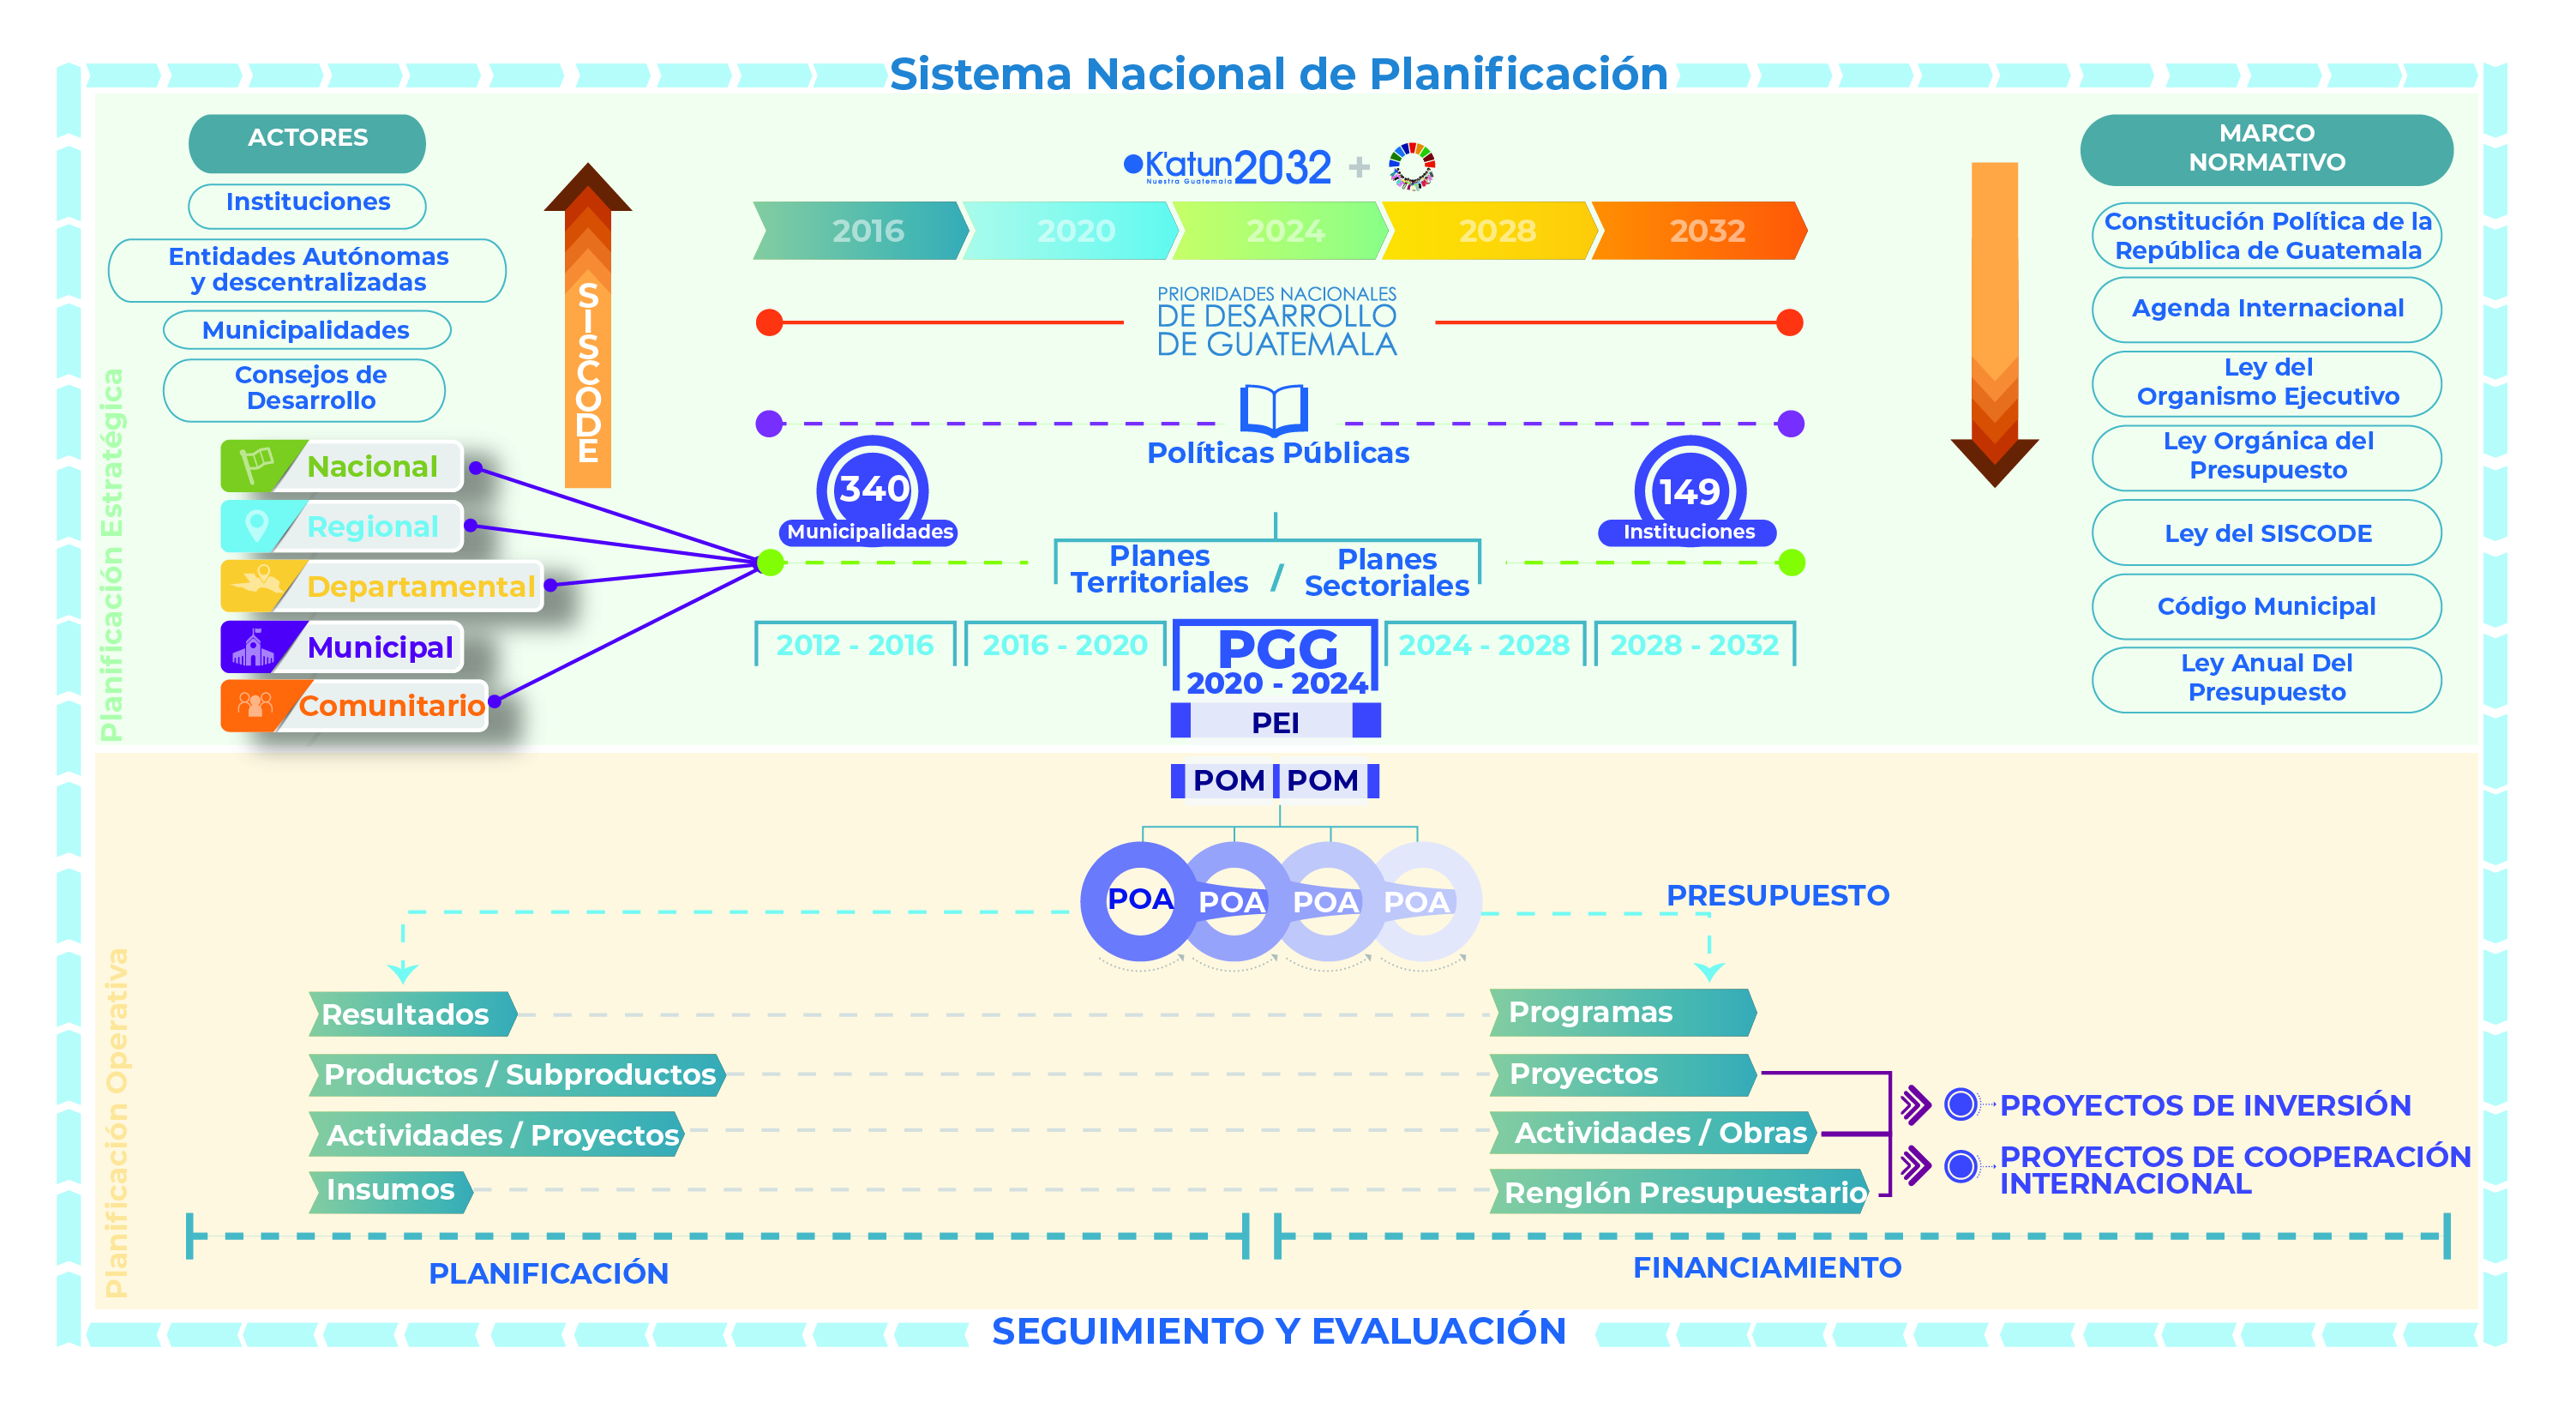 Sistema Nacional de Planificación
ACTORES
Instituciones
Entidades Autónomas
y descentralizadas
Municipalidades
Consejos de
Desarrollo
Nacional
Regional
Departamental
Municipal
Comunitario
SISCODE
Planificación Estratégica
K'atun2032
Nuestra Guatemala
+
2016
2020
2024
2028
2032
PRIORIDADES NACIONALES
DE DESARROLLO
DE GUATEMALA
Políticas Públicas
340
Municipalidades
149
Instituciones
Planes
Territoriales
/
Planes
Sectoriales
2012 - 2016
2016 - 2020
PGG
2020 - 2024
2024 - 2028
2028 - 2032
PEI
MARCO
NORMATIVO
Constitución Política de la
República de Guatemala
Agenda Internacional
Ley del
Organismo Ejecutivo
Ley Orgánica del
Presupuesto
Ley del SISCODE
Código Municipal
Ley Anual Del
Presupuesto
Planificación Operativa
POM
POM
POA
POA
POA
POA
PRESUPUESTO
Resultados
Productos / Subproductos
Actividades / Proyectos
Insumos
Programas
Proyectos
Actividades / Obras
Renglón Presupuestario
PROYECTOS DE INVERSIÓN
PROYECTOS DE COOPERACIÓN
INTERNACIONAL
PLANIFICACIÓN
FINANCIAMIENTO
SEGUIMIENTO Y EVALUACIÓN